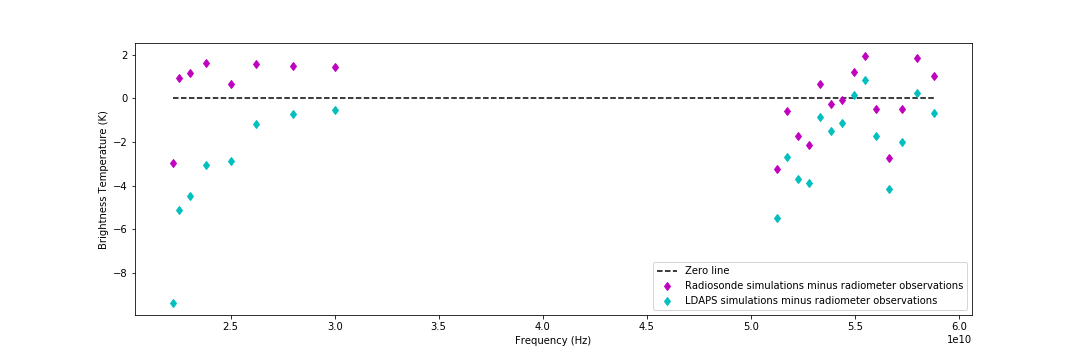 2
0
−2
−4
−6
−8
Brightness Temperature (K)
Zero line
Radiosonde simulations minus radiometer observations
LDAPS simulations minus radiometer observations
2.5 3.0 3.5 4.0 4.5 5.0 5.5 6.0
1e10
Frequency (Hz)